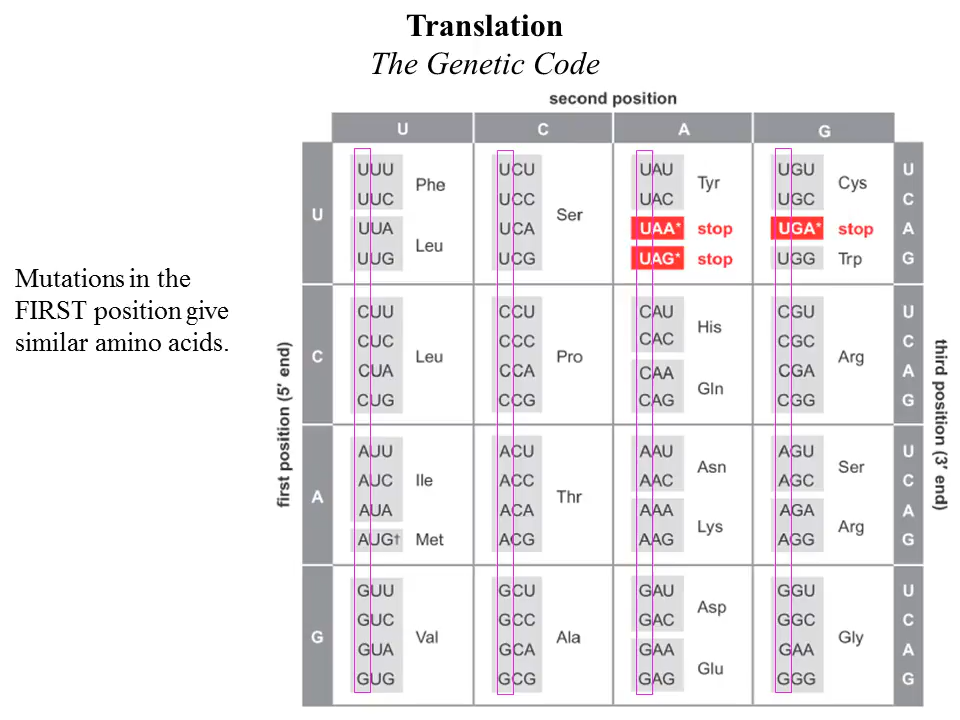 Translation
The Genetic Code
second position
U C A G
Mutations in the
FIRST position give
similar amino acids.
first position (5′ end)
third position (3′ end)
U
UUU
UUC
Phe
UUA
UUG
Leu
UCU
UCC
UCA
UCG
Ser
UAU
UAC
Tyr
UAA* stop
UAG* stop
UGU
UGC
Cys
UGA* stop
UGG Trp
U
C
A
G
C
CUU
CUC
CUA
CUG
Leu
CCU
CCC
CCA
CCG
Pro
CAU
CAC
His
CAA
CAG
Gln
CGU
CGC
CGA
CGG
Arg
U
C
A
G
A
AUU
AUC
AUA
Ile
AUG† Met
ACU
ACC
ACA
ACG
Thr
AAU
AAC
Asn
AAA
AAG
Lys
AGU
AGC
Ser
AGA
AGG
Arg
U
C
A
G
G
GUU
GUC
GUA
GUG
Val
GCU
GCC
GCA
GCG
Ala
GAU
GAC
Asp
GAA
GAG
Glu
GGU
GGC
GAA
GGG
Gly
U
C
A
G